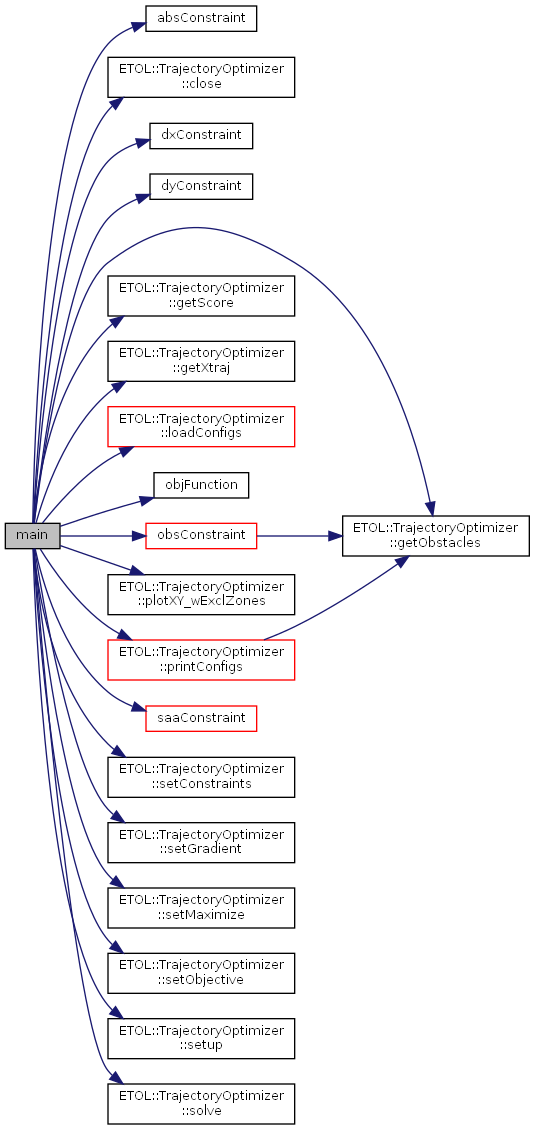 absConstraint
ETOL::TrajectoryOptimizer
::close
dxConstraint
dyConstraint
ETOL::TrajectoryOptimizer
::getScore
ETOL::TrajectoryOptimizer
::getXtraj
ETOL::TrajectoryOptimizer
::loadConfigs
objFunction
main
obsConstraint
ETOL::TrajectoryOptimizer
::getObstacles
ETOL::TrajectoryOptimizer
::plotXY_wExclZones
ETOL::TrajectoryOptimizer
::printConfigs
saaConstraint
ETOL::TrajectoryOptimizer
::setConstraints
ETOL::TrajectoryOptimizer
::setGradient
ETOL::TrajectoryOptimizer
::setMaximize
ETOL::TrajectoryOptimizer
::setObjective
ETOL::TrajectoryOptimizer
::setup
ETOL::TrajectoryOptimizer
::solve